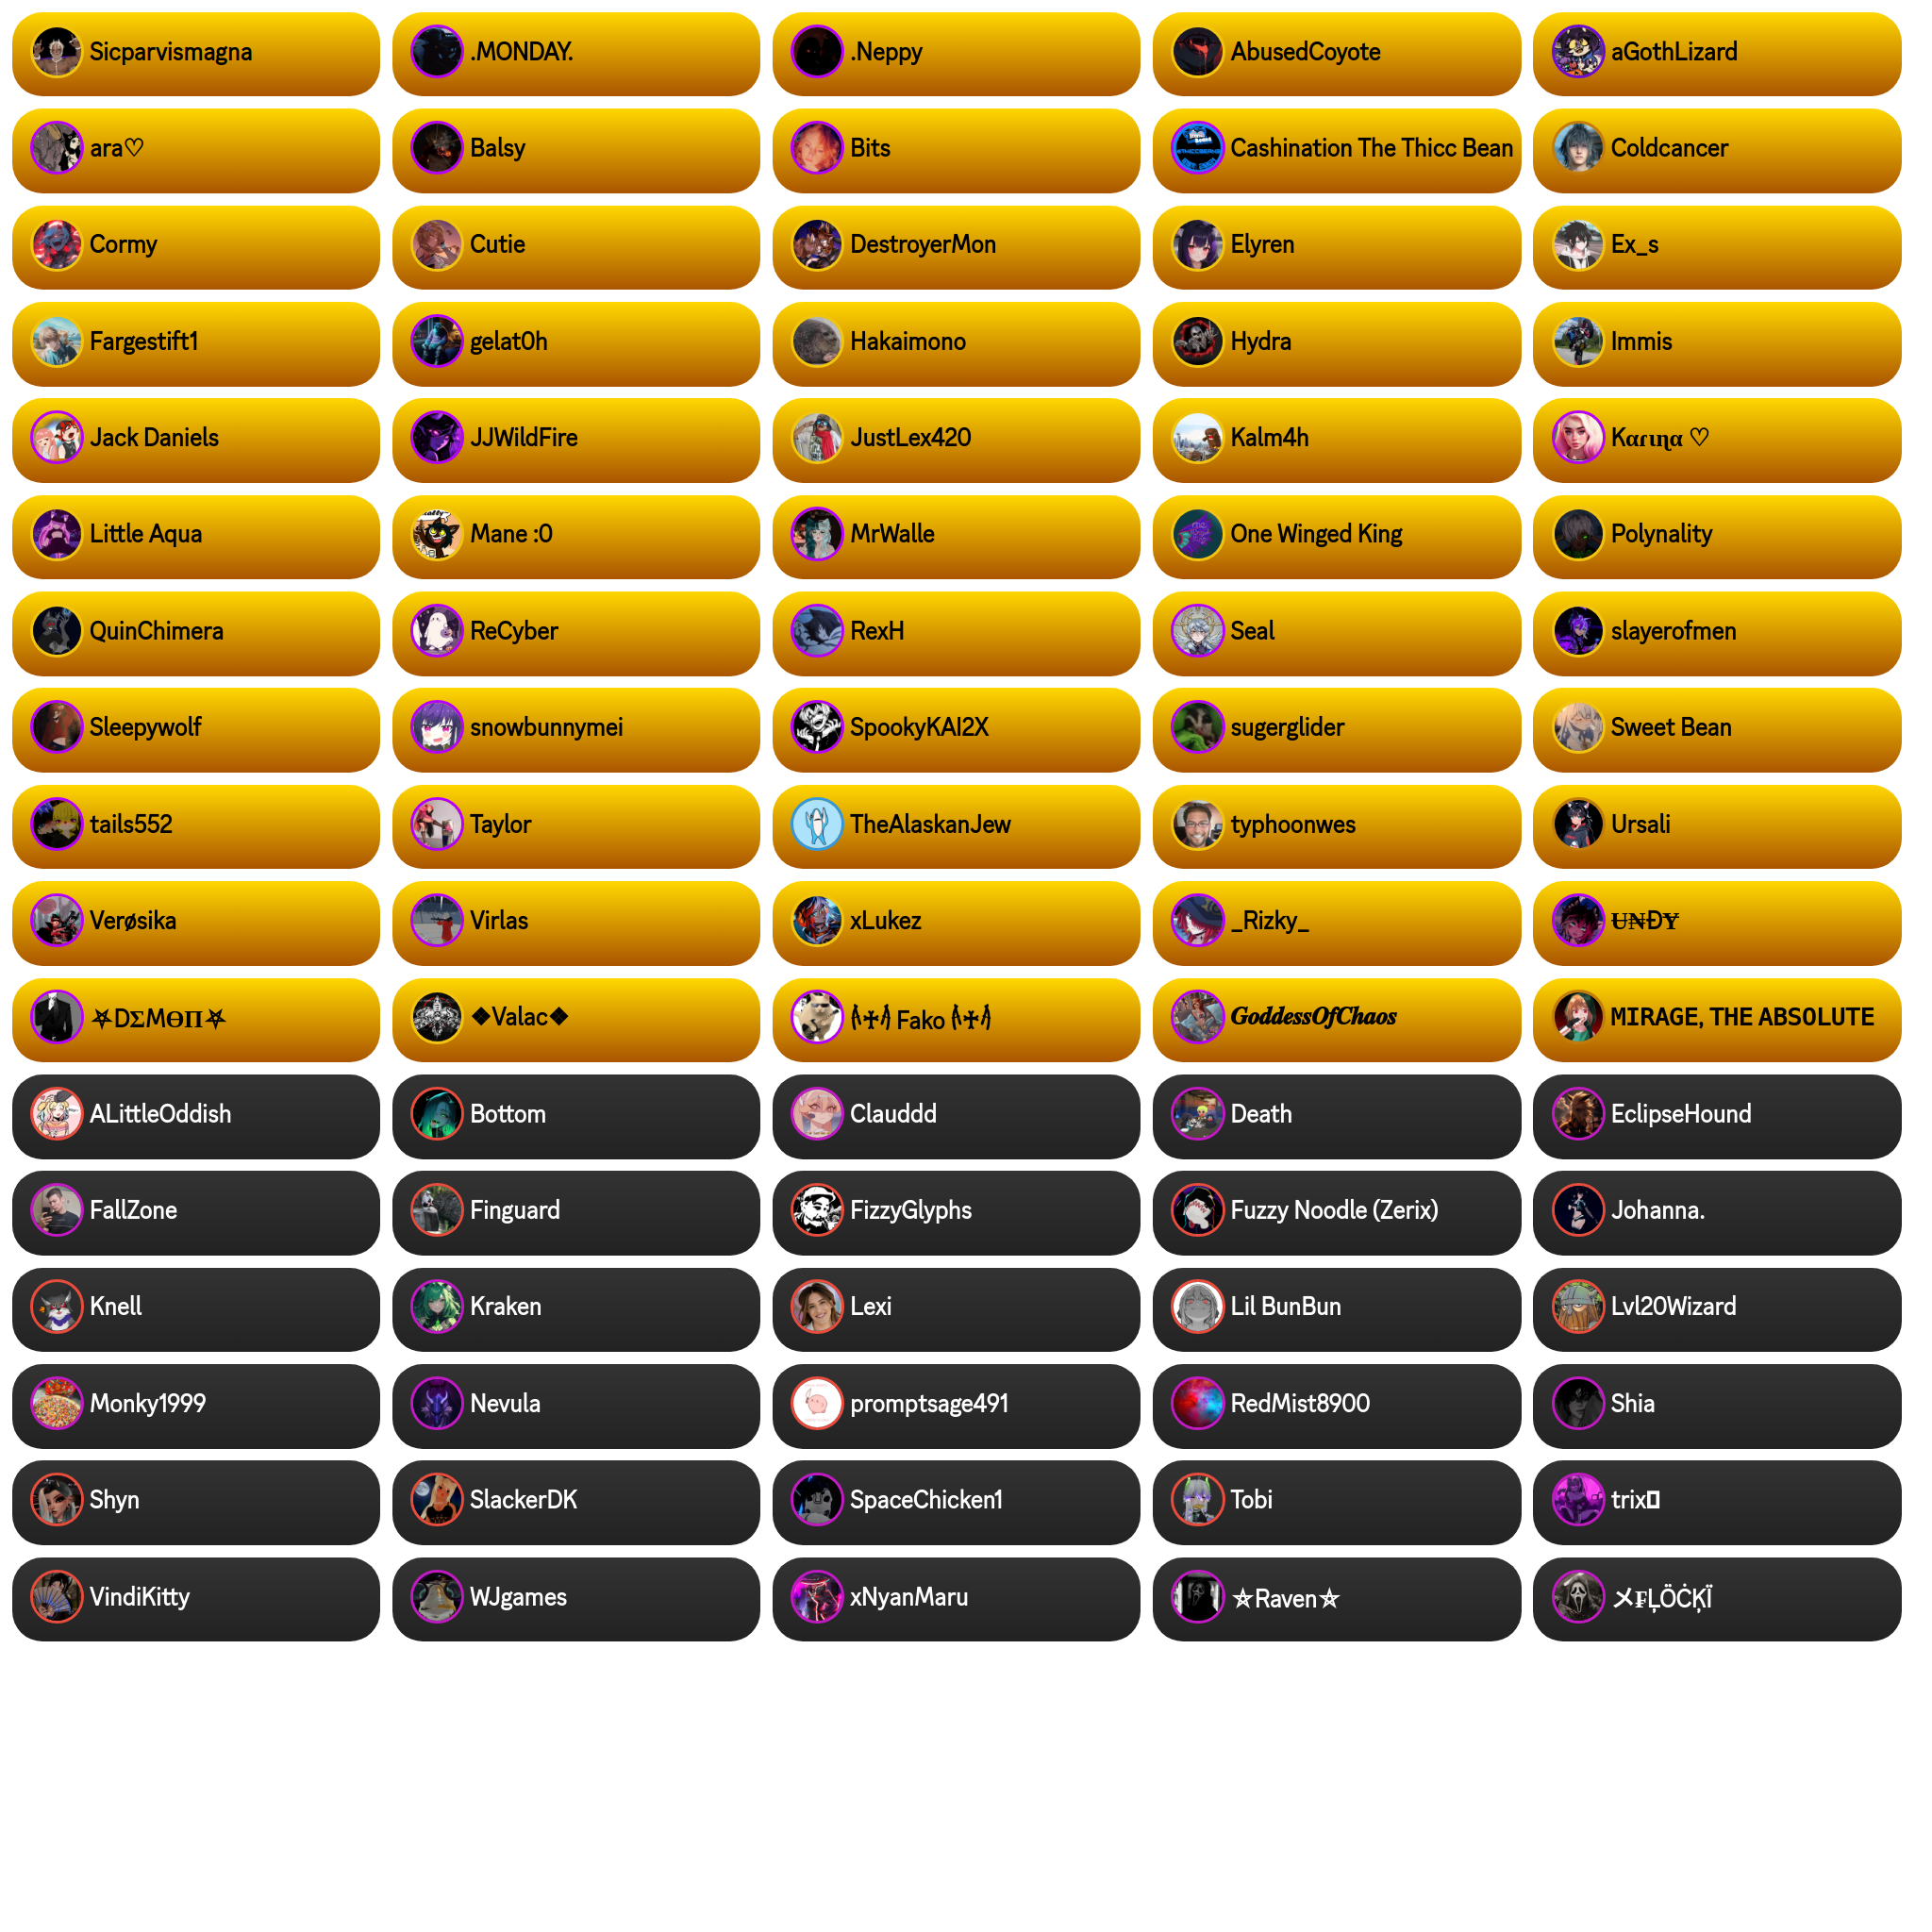 Sicparvismagna
.MONDAY.
.Neppy
AbusedCoyote
aGothLizard
ara♡
Balsy
Bits
Cashination The Thicc Bean
Coldcancer
Cormy
Cutie
DestroyerMon
Elyren
Ex_s
Fargestift1
gelat0h
Hakaimono
Hydra
Immis
Jack Daniels
JJWildFire
JustLex420
Kalm4h
Kαɾιɳα ♡
Little Aqua
Mane :0
MrWalle
One Winged King
Polynality
QuinChimera
ReCyber
RexH
Seal
slayerofmen
Sleepywolf
snowbunnymei
SpookyKAI2X
sugerglider
Sweet Bean
tails552
Taylor
TheAlaskanJew
typhoonwes
Ursali
Verøsika
Virlas
xLukez
_Rizky_
U̶N̶ĐY̶
⛧DΣMӨП⛧
❖Valac❖
Fako
𝑮𝒐𝒅𝒅𝒆𝒔𝒔𝑶𝒇𝑪𝒉𝒂𝒐𝒔
MIRAGE, THE ABSOLUTE
ALittleOddish
Bottom
Clauddd
Death
EclipseHound
FallZone
Finguard
FizzyGlyphs
Fuzzy Noodle (Zerix)
Johanna.
Knell
Kraken
Lexi
Lil BunBun
Lvl20Wizard
Monky1999
Nevula
promptsage491
RedMist8900
Shia
Shyn
SlackerDK
SpaceChicken1
Tobi
trix
VindiKitty
WJgames
xNyanMaru
⛤Raven⛤
〤₣ĻÖĊĶÏ